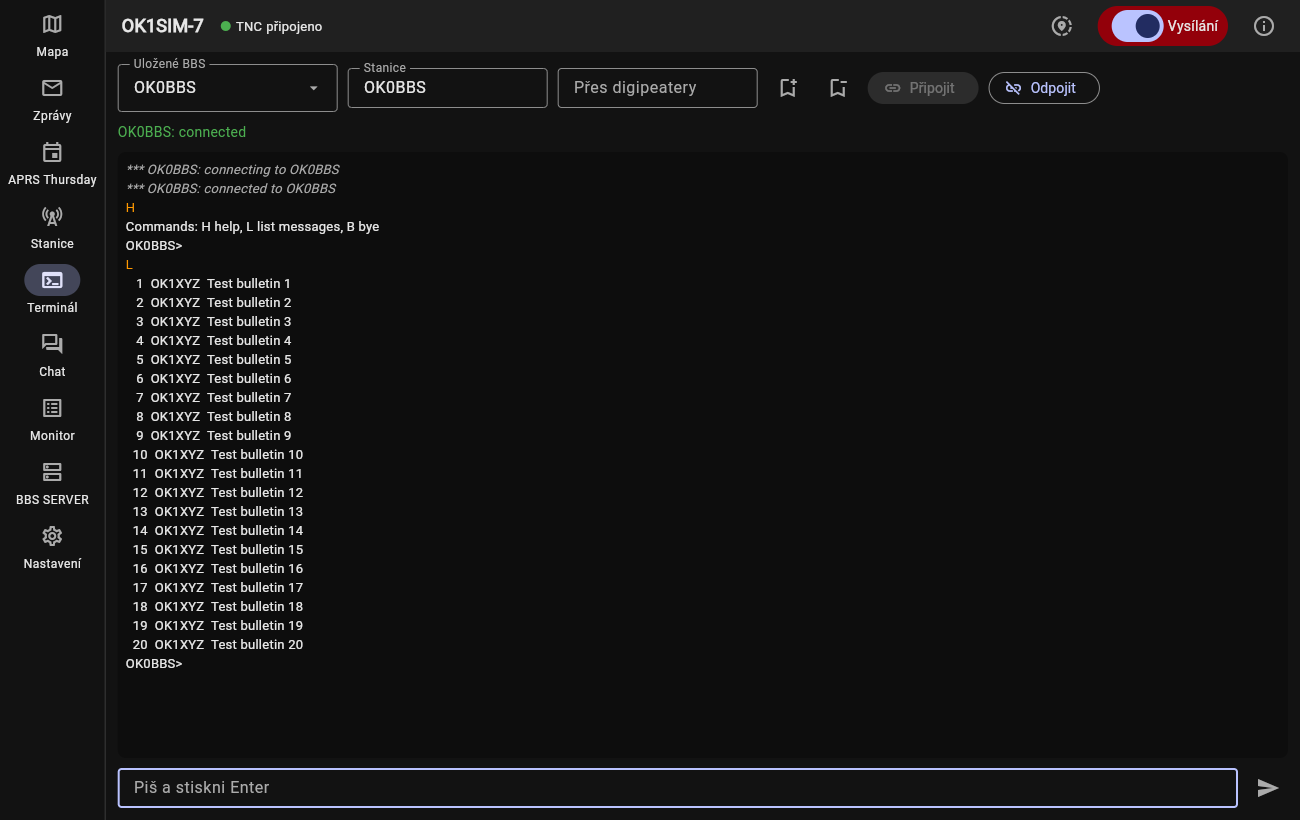 OK1SIM-7
TNC připojeno
Vysílání
Mapa
Zprávy
APRS Thursday
Stanice
Terminál
Chat
Monitor
BBS SERVER
Nastavení
Uložené BBS
OK0BBS
Stanice
OK0BBS
Přes digipeatery
Připojit
Odpojit
OK0BBS: connected
*** OK0BBS: connecting to OK0BBS
*** OK0BBS: connected to OK0BBS
H
Commands: H help, L list messages, B bye
OK0BBS>
L
1 OK1XYZ Test bulletin 1
2 OK1XYZ Test bulletin 2
3 OK1XYZ Test bulletin 3
4 OK1XYZ Test bulletin 4
5 OK1XYZ Test bulletin 5
6 OK1XYZ Test bulletin 6
7 OK1XYZ Test bulletin 7
8 OK1XYZ Test bulletin 8
9 OK1XYZ Test bulletin 9
10 OK1XYZ Test bulletin 10
11 OK1XYZ Test bulletin 11
12 OK1XYZ Test bulletin 12
13 OK1XYZ Test bulletin 13
14 OK1XYZ Test bulletin 14
15 OK1XYZ Test bulletin 15
16 OK1XYZ Test bulletin 16
17 OK1XYZ Test bulletin 17
18 OK1XYZ Test bulletin 18
19 OK1XYZ Test bulletin 19
20 OK1XYZ Test bulletin 20
OK0BBS>
Piš a stiskni Enter